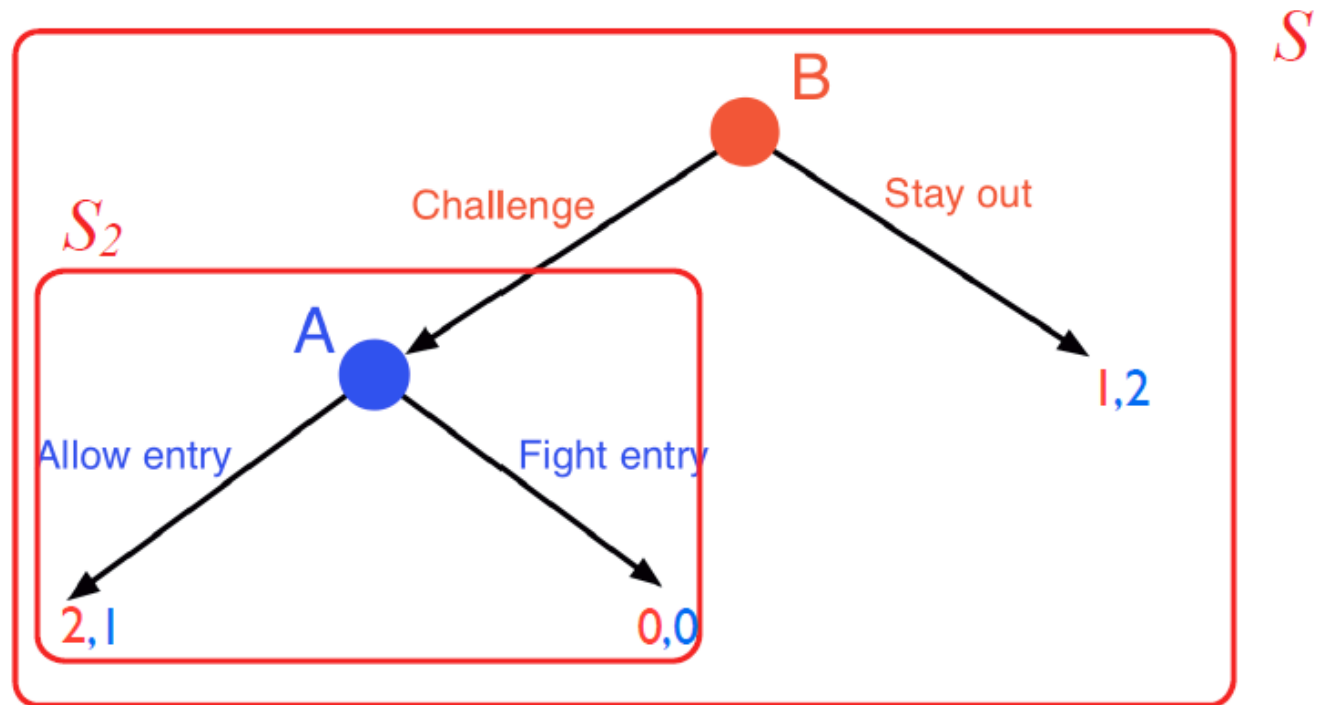 S
B
Challenge
Stay out
S2
A
1,2
Allow entry
Fight entry
2,1
0,0